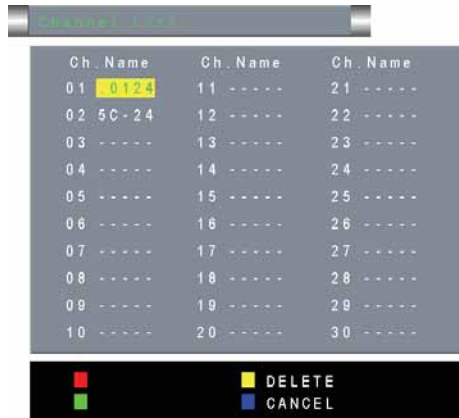 Channel List
Ch. Name Ch. Name Ch. Name
01 .0124 11 ----- 21 -----
02 5C-24 12 ----- 22 -----
03 ----- 13 ----- 23 -----
04 ----- 14 ----- 24 -----
05 ----- 15 ----- 25 -----
06 ----- 16 ----- 26 -----
07 ----- 17 ----- 27 -----
08 ----- 18 ----- 28 -----
09 ----- 19 ----- 29 -----
10 ----- 20 ----- 30 -----
DELETE
CANCEL